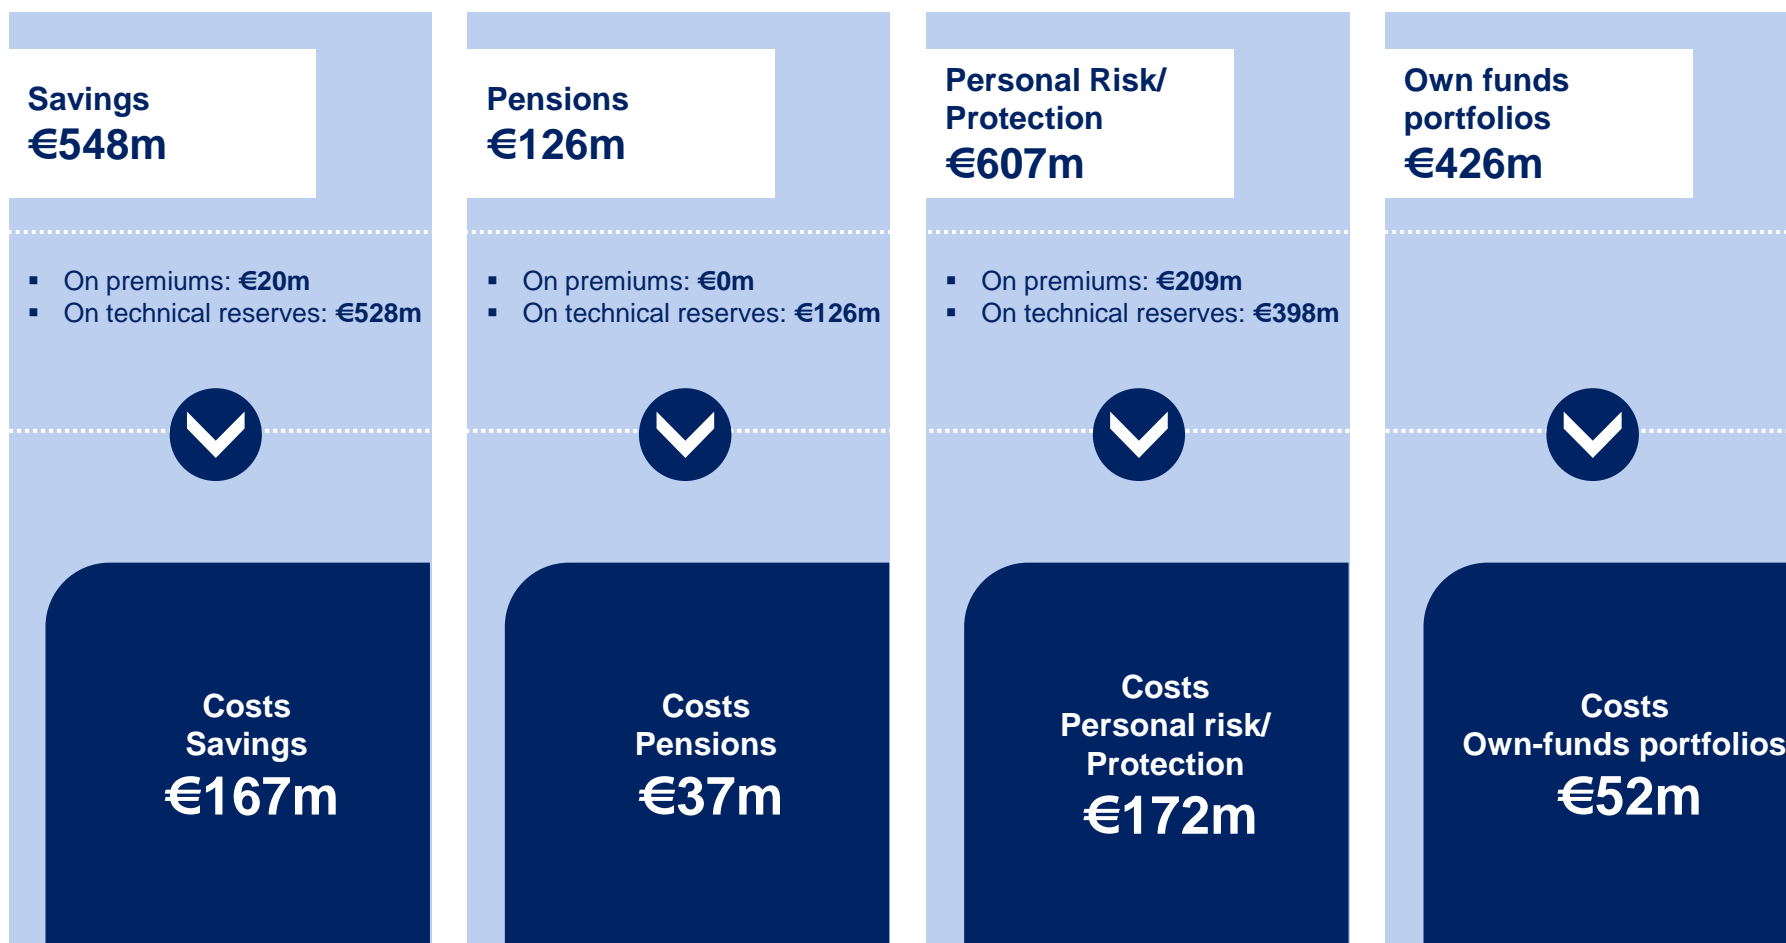 Savings
€548m
▪ On premiums: €20m
▪ On technical reserves: €528m
Costs
Savings
€167m
Pensions
€126m
▪ On premiums: €0m
▪ On technical reserves: €126m
Costs
Pensions
€37m
Personal Risk/
Protection
€607m
▪ On premiums: €209m
▪ On technical reserves: €398m
Costs
Personal risk/
Protection
€172m
Own funds
portfolios
€426m
Costs
Own-funds portfolios
€52m